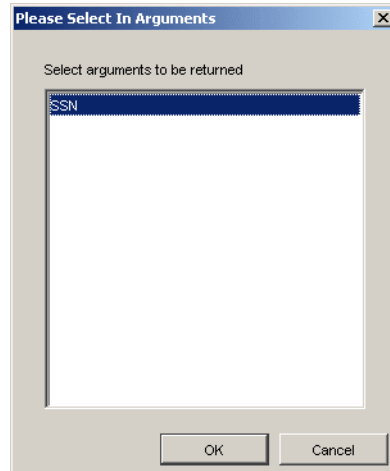 Please Select In Arguments
Select arguments to be returned
SSN
OK
Cancel